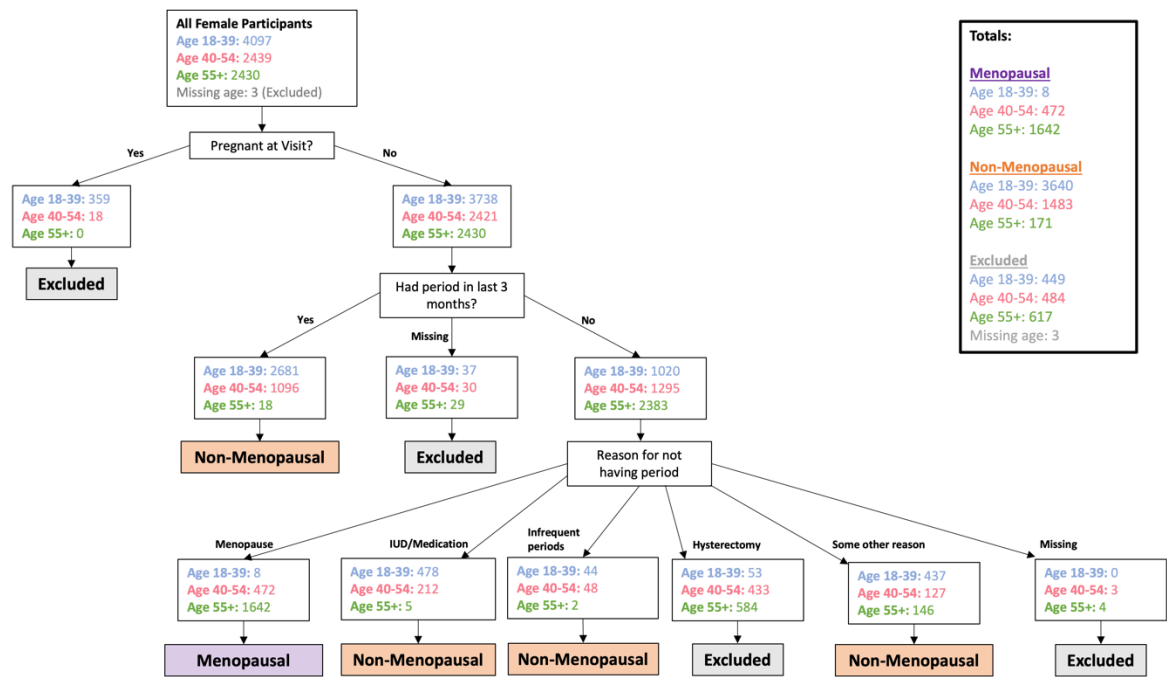 All Female Participants
Age 18-39: 4097
Age 40-54: 2439
Age 55+: 2430
Missing age: 3 (Excluded)
Totals:
Menopausal
Age 18-39: 8
Age 40-54: 472
Age 55+: 1642
Non-Menopausal
Age 18-39: 3640
Age 40-54: 1483
Age 55+: 171
Excluded
Age 18-39: 449
Age 40-54: 484
Age 55+: 617
Missing age: 3
Pregnant at Visit?
Yes
No
Age 18-39: 359
Age 40-54: 18
Age 55+: 0
Excluded
Age 18-39: 3738
Age 40-54: 2421
Age 55+: 2430
Had period in last 3
months?
Yes
Missing
No
Age 18-39: 2681
Age 40-54: 1096
Age 55+: 18
Non-Menopausal
Age 18-39: 37
Age 40-54: 30
Age 55+: 29
Excluded
Age 18-39: 1020
Age 40-54: 1295
Age 55+: 2383
Reason for not
having period
Menopause
Age 18-39: 8
Age 40-54: 472
Age 55+: 1642
Menopausal
IUD/Medication
Age 18-39: 478
Age 40-54: 212
Age 55+: 5
Non-Menopausal
Infrequent
periods
Age 18-39: 44
Age 40-54: 48
Age 55+: 2
Non-Menopausal
Hysterectomy
Age 18-39: 53
Age 40-54: 433
Age 55+: 584
Excluded
Some other reason
Age 18-39: 437
Age 40-54: 127
Age 55+: 146
Non-Menopausal
Missing
Age 18-39: 0
Age 40-54: 3
Age 55+: 4
Excluded